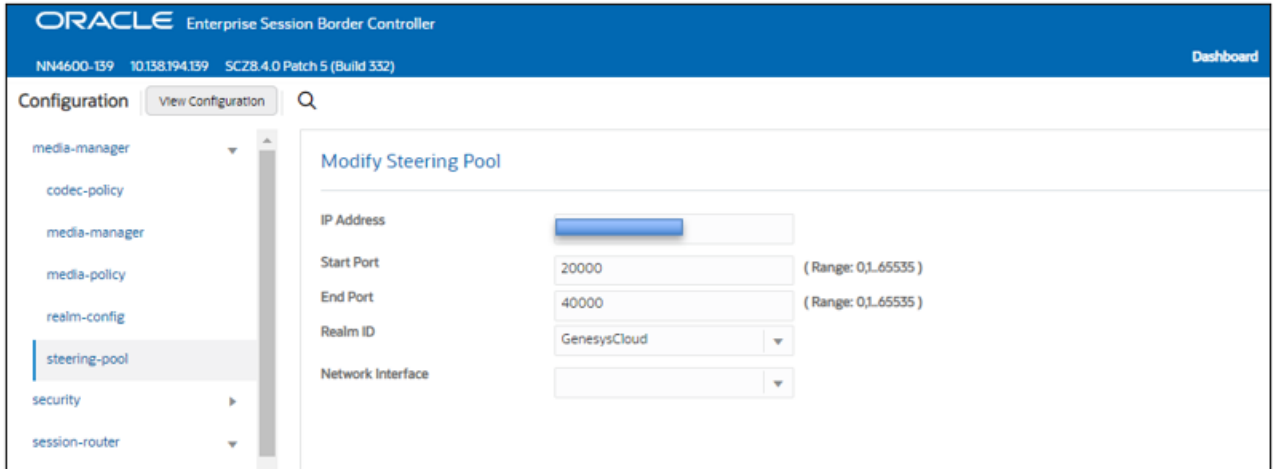 ORACLE Enterprise Session Border Controller
NN4600-139 10.138.194.139 SCZ8.4.0 Patch 5 (Build 332)
Dashboard
Configuration View Configuration
media-manager
codec-policy
media-manager
media-policy
realm-config
steering-pool
security
session-router
Modify Steering Pool
IP Address
Start Port 20000 ( Range: 0,1..65535 )
End Port 40000 ( Range: 0,1..65535 )
Realm ID GenesysCloud
Network Interface